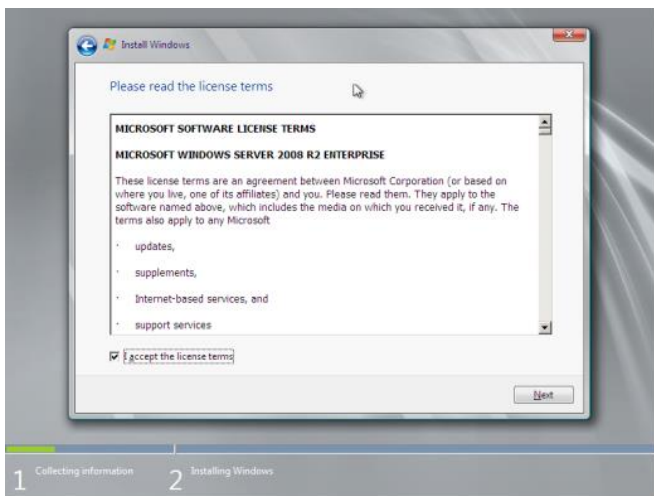 Install Windows
Please read the license terms
MICROSOFT SOFTWARE LICENSE TERMS
MICROSOFT WINDOWS SERVER 2008 R2 ENTERPRISE
These license terms are an agreement between Microsoft Corporation (or based on
where you live, one of its affiliates) and you. Please read them. They apply to the
software named above, which includes the media on which you received it, if any. The
terms also apply to any Microsoft
· updates,
· supplements,
· Internet-based services, and
· support services
I accept the license terms
Next
1 Collecting information
2 Installing Windows